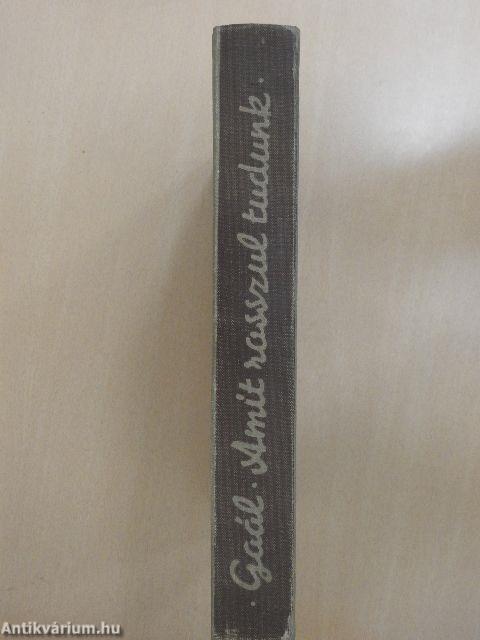 · Gaál · Amit rosszul tudunk ·
Antikvárium.hu